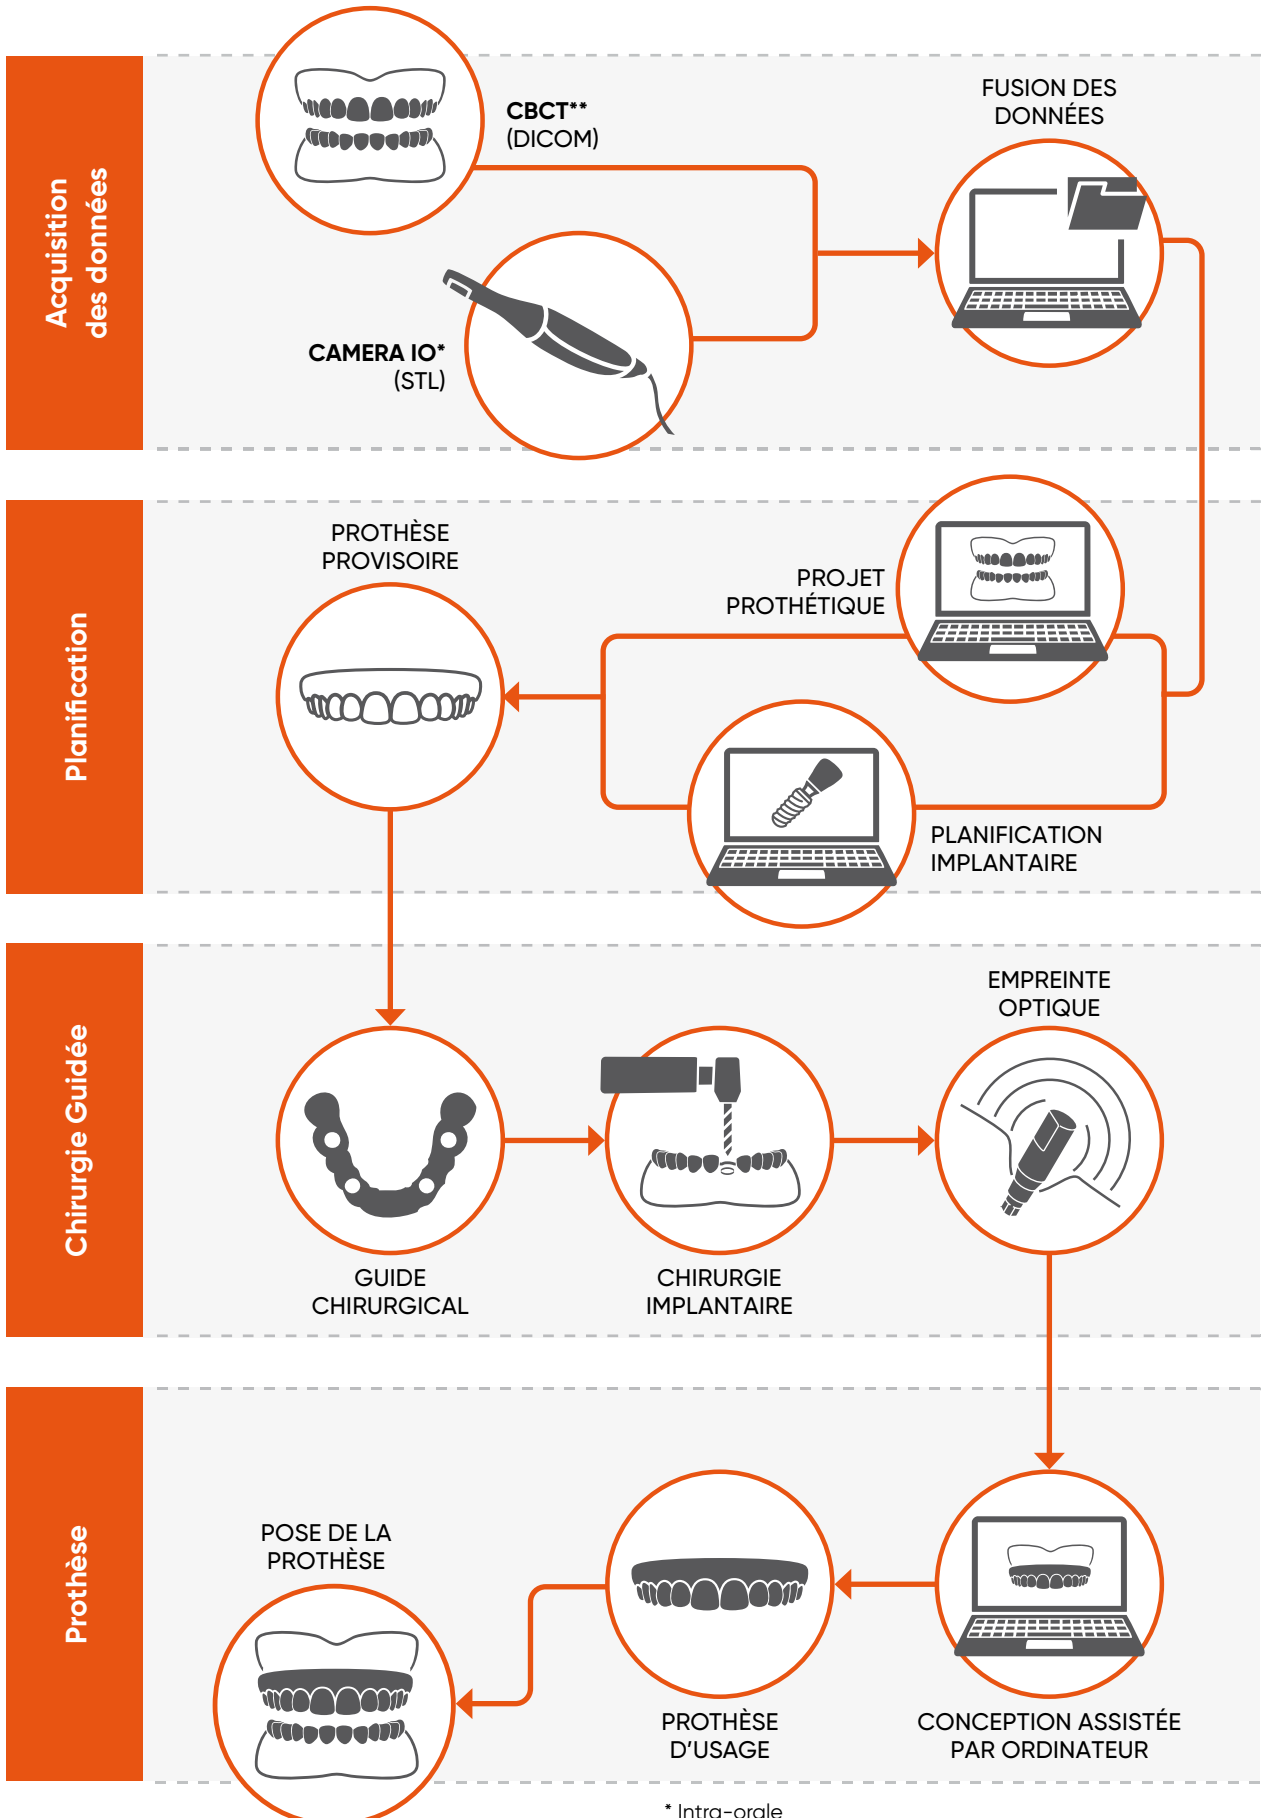 Acquisition
des données
CBCT**
(DICOM)
FUSION DES
DONNÉES
CAMERA IO*
(STL)
Planification
PROTHÈSE
PROVISOIRE
PROJET
PROTHÉTIQUE
PLANIFICATION
IMPLANTAIRE
Chirurgie Guidée
EMPREINTE
OPTIQUE
GUIDE
CHIRURGICAL
CHIRURGIE
IMPLANTAIRE
Prothèse
POSE DE LA
PROTHÈSE
PROTHÈSE
D'USAGE
CONCEPTION ASSISTÉE
PAR ORDINATEUR
* Intra-orale